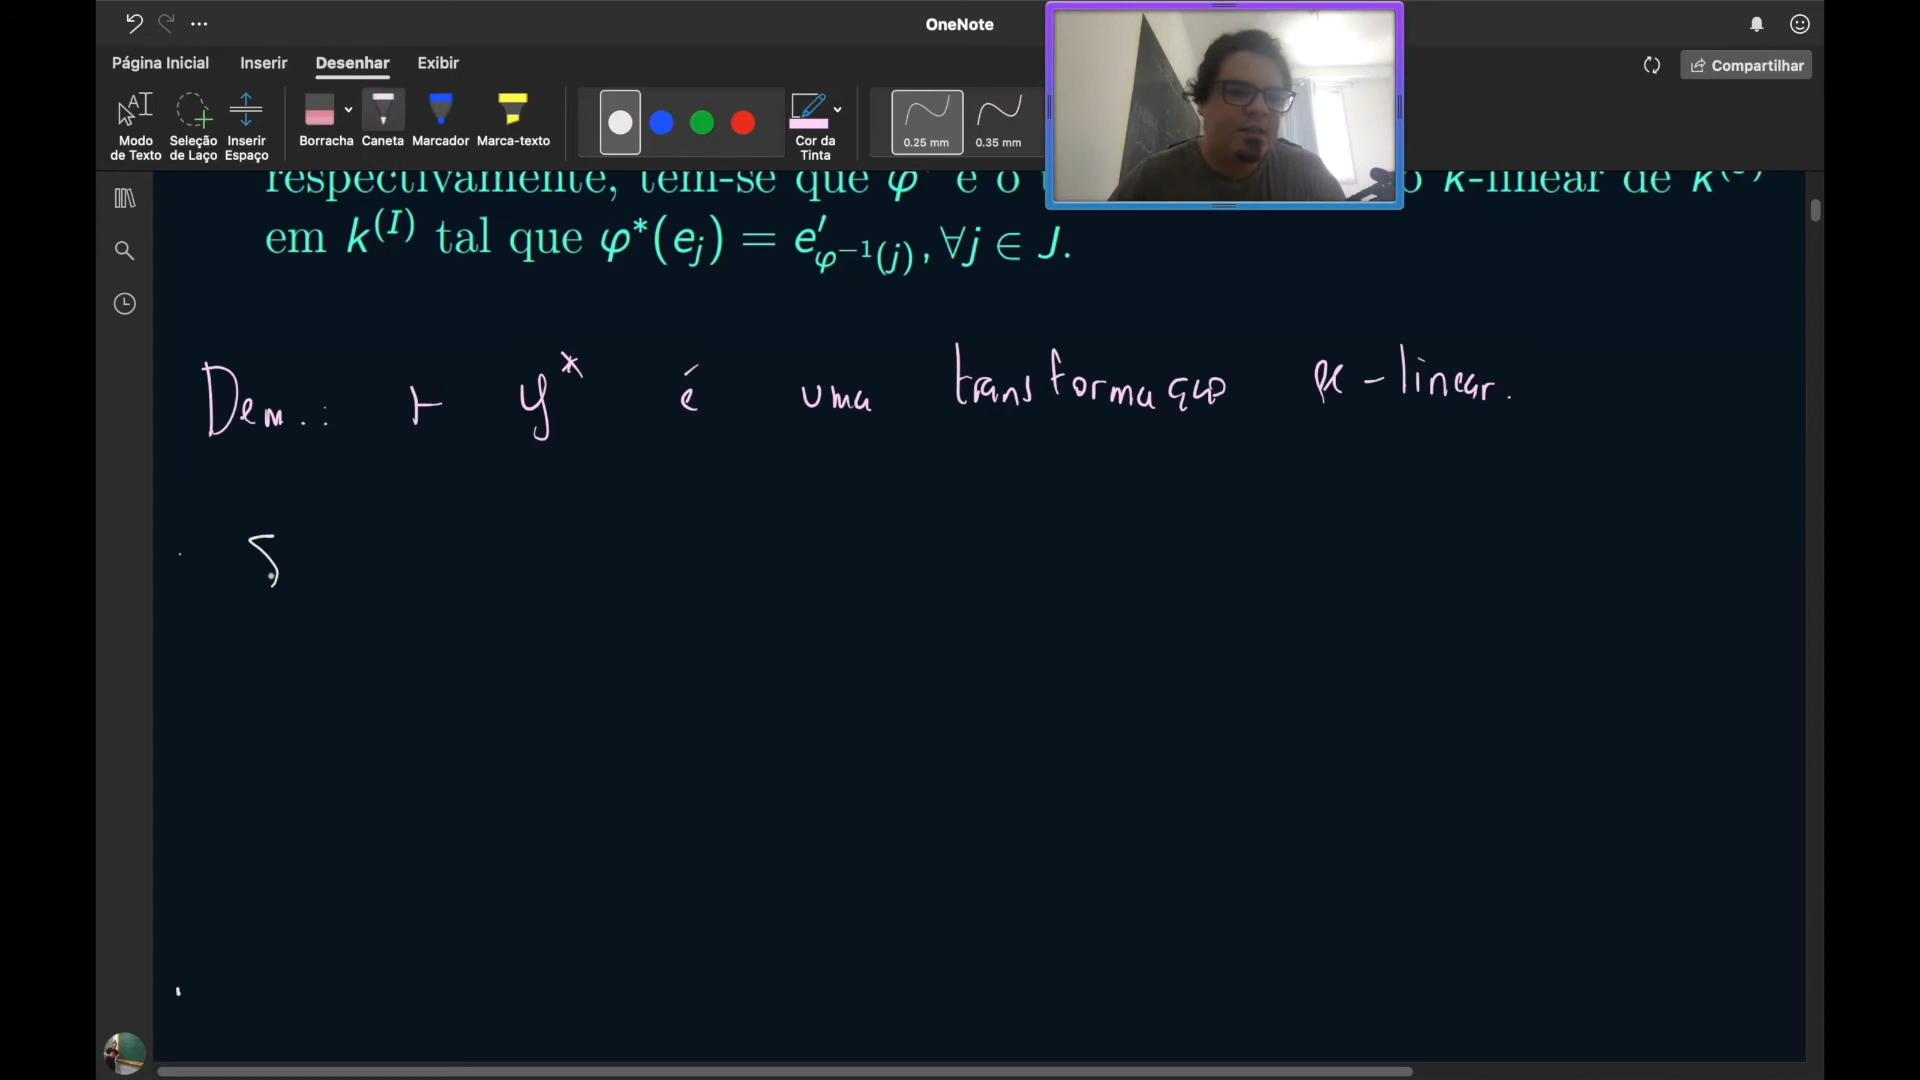 OneNote
Página Inicial Inserir Desenhar Exibir
Compartilhar
Modo de Texto
Seleção de Laço
Inserir Espaço
Borracha
Caneta
Marcador
Marca-texto
Cor da Tinta
0.25 mm
0.35 mm
respectivamente, tem-se que φ* é o k-linear de k
em k^(I) tal que φ*(e_j) = e′_{φ⁻¹(j)}, ∀j ∈ J.
Dem.: ⊢ φ* é uma transformação k-linear.